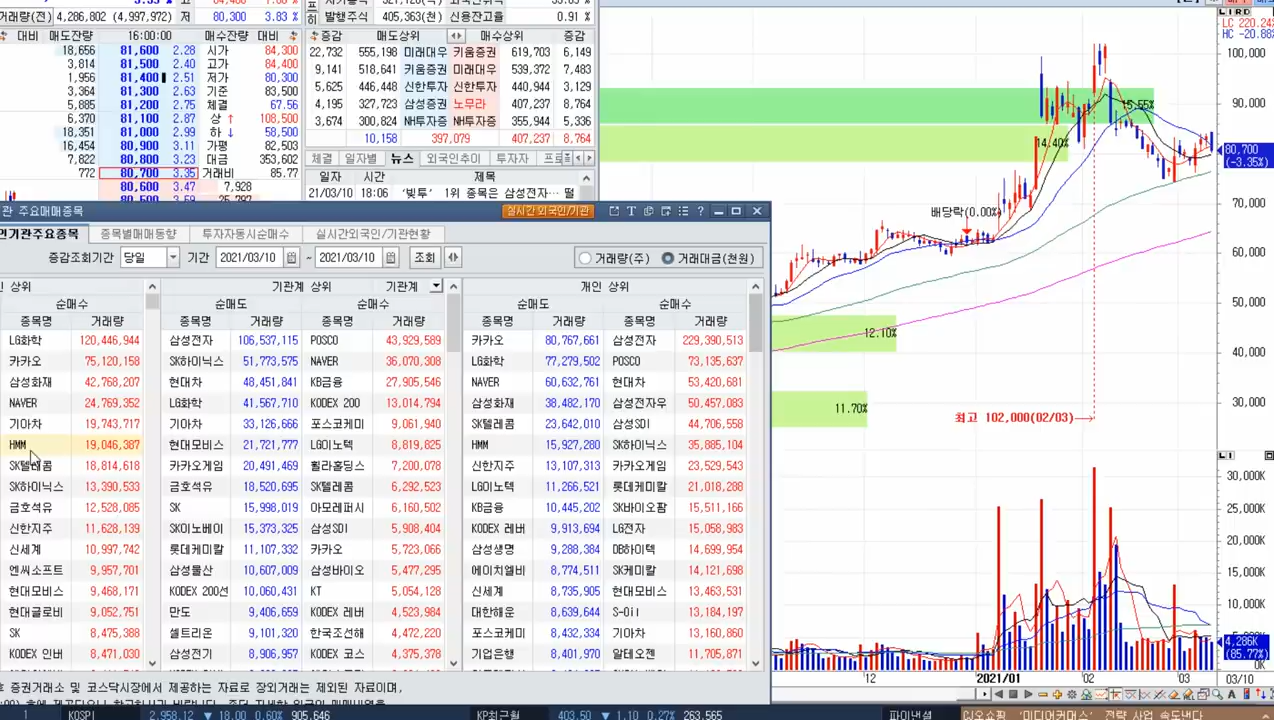 거래량(전) 4,286,802 (4,997,972) 저 80,300 3.83 % 발행주식 405,363(천) 신용잔고율 0.91 %
대비 매도잔량 16:00:00 매수잔량 대비 증감 매도상위 매수상위 증감
18,656 81,600 2.28 시가 84,300 22,732 555,198 미래대우 키움증권 619,703 6,149
3,814 81,500 2.40 고가 84,400 9,141 518,641 키움증권 미래대우 539,372 7,483
1,956 81,400 2.51 저가 80,300 5,625 446,448 신한투자 신한투자 440,944 3,129
3,364 81,300 2.63 기준 83,500 4,195 327,723 삼성증권 노무라 407,237 8,764
5,885 81,200 2.75 체결 67.56 3,674 300,824 NH투자증 NH투자증 355,944 5,336
6,370 81,100 2.87 상 ↑ 108,500 10,158 397,079 407,237 8,764
18,351 81,000 2.99 하 ↓ 58,500
16,454 80,900 3.11 가평 82,503 체결 일자별 뉴스 외국인추이 투자자 프로
7,822 80,800 3.23 대금 353,602 일자 시간 제목
772 80,700 3.35 거래비 85.77
80,600 3.47 7,928 21/03/10 18:06 '빚투' 1위 종목은 삼성전자… 떨
관 주요매매종목 실시간 외국인/기관 T ?
인기관주요종목 종목별매매동향 투자자동시순매수 실시간외국인/기관현황
증감조회기간 당일 기간 2021/03/10 ~ 2021/03/10 조회 거래량(주) 거래대금(천원)
인 상위 기관계 상위 기관계 개인 상위
순매수 순매도 순매수 순매도 순매수
종목명 거래량 종목명 거래량 종목명 거래량 종목명 거래량 종목명 거래량
LG화학 120,446,944 삼성전자 106,537,115 POSCO 43,929,589 카카오 80,767,661 삼성전자 229,390,513
카카오 75,120,158 SK하이닉스 51,773,575 NAVER 36,070,308 LG화학 77,279,502 POSCO 73,135,637
삼성화재 42,768,207 현대차 48,451,841 KB금융 27,905,546 NAVER 60,632,761 현대차 53,420,681
NAVER 24,769,352 LG화학 41,567,710 KODEX 200 13,014,794 삼성화재 38,482,170 삼성전자우 50,457,083
기아차 19,743,717 기아차 33,126,666 포스코케미 9,061,940 SK텔레콤 23,642,010 삼성SDI 44,706,558
HMM 19,046,387 현대모비스 21,721,777 LG이노텍 8,819,825 HMM 15,927,280 SK하이닉스 35,885,104
SK텔레콤 18,814,618 카카오게임 20,491,469 휠라홀딩스 7,200,078 신한지주 13,107,313 카카오게임 23,529,543
SK하이닉스 13,390,533 금호석유 18,520,695 SK텔레콤 6,292,523 LG이노텍 11,266,521 롯데케미칼 21,018,288
금호석유 12,528,085 SK 15,998,019 아모레퍼시 6,160,502 KB금융 10,445,202 SK바이오팜 15,511,166
신한지주 11,628,139 SK이노베이 15,373,325 삼성SDI 5,908,404 KODEX 레버 9,913,694 LG전자 15,058,983
신세계 10,997,742 롯데케미칼 11,107,332 카카오 5,723,066 삼성생명 9,288,384 DB하이텍 14,699,954
엔씨소프트 9,957,701 삼성물산 10,607,009 삼성바이오 5,477,295 에이치엘비 8,774,511 SK케미칼 14,121,698
현대모비스 9,468,171 KODEX 200선 10,060,431 KT 5,054,128 신세계 8,735,905 현대모비스 13,463,531
현대글로비 9,052,751 만도 9,406,659 KODEX 레버 4,523,984 대한해운 8,639,644 S-Oil 13,184,197
SK 8,475,388 셀트리온 9,101,320 한국조선해 4,472,220 포스코케미 8,432,334 기아차 13,160,860
KODEX 인버 8,471,030 삼성전기 8,906,957 KODEX 코스 4,375,378 기업은행 8,401,970 알테오젠 11,705,871
증권거래소 및 코스닥시장에서 제공하는 자료로 장외거래는 제외된 자료이며,
1 KOSPI 2,958.12 ▼ 18.00 0.60% 905,646 KP최근월 403.50 ▼ 1.10 0.27% 263,565 파이낸셜 CJ오쇼핑 '미디어커머스' 전략 사업 속도낸다
LC 220.24
HC -20.88
100,000
90,000
80,700
(-3.35%)
70,000
60,000
50,000
40,000
30,000
15.55%
14.40%
배당락(0.00%)
12.10%
11.70%
최고 102,000(02/03)→
30,000K
20,000K
15,000K
10,000K
4,286K
(85.77%)
12 2021/01 02 03 03/10